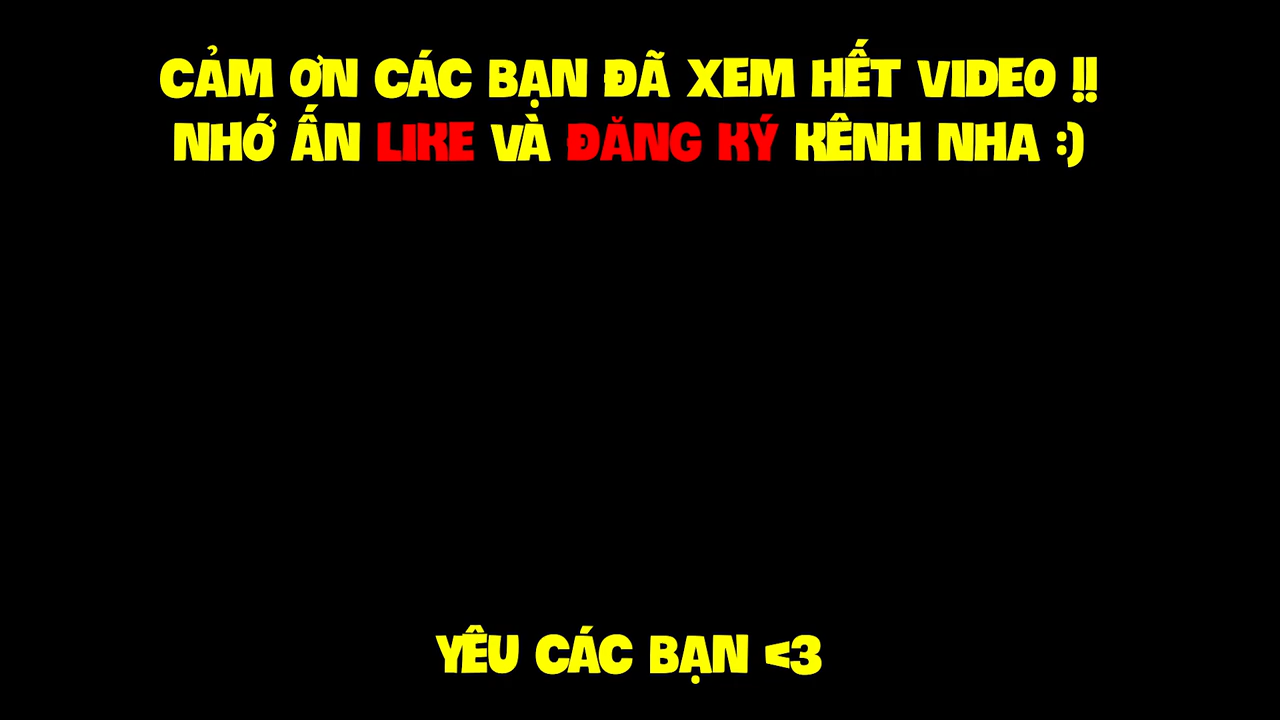 CẢM ƠN CÁC BẠN ĐÃ XEM HẾT VIDEO !!
NHỚ ẤN LIKE VÀ ĐĂNG KÝ KÊNH NHA :)
YÊU CÁC BẠN <3